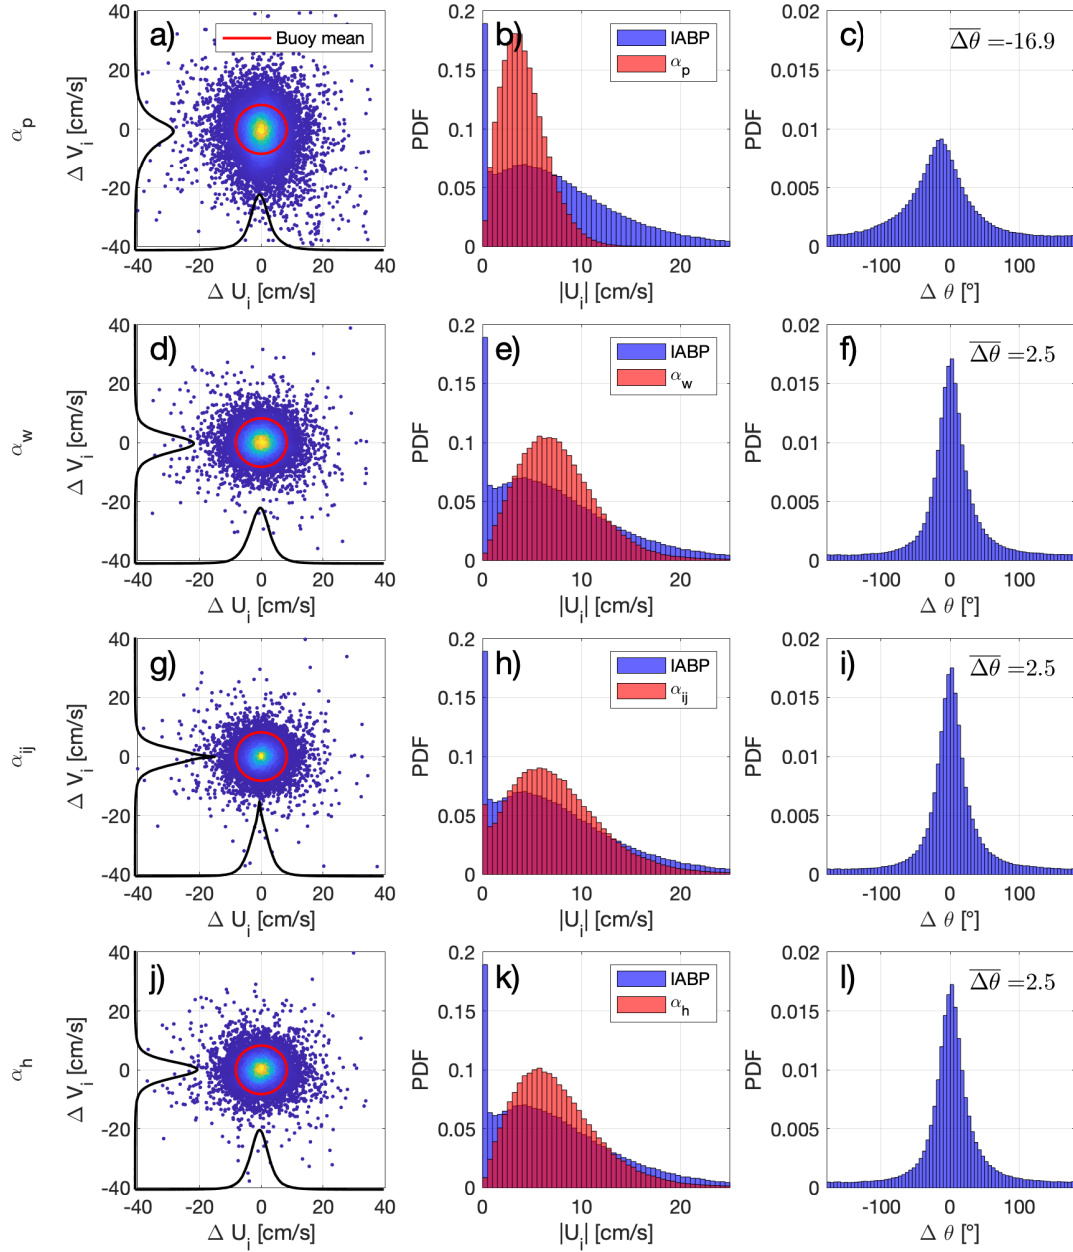 α_p
a)
Buoy mean
40
20
0
-20
-40
Δ V_i [cm/s]
-40 -20 0 20 40
Δ U_i [cm/s]
b)
IABP
α_p
0.2
0.15
0.1
0.05
0
PDF
0 10 20
|U_i| [cm/s]
c)
\overline{Δθ} =-16.9
0.02
0.015
0.01
0.005
0
PDF
-100 0 100
Δ θ [°]
α_w
d)
40
20
0
-20
-40
Δ V_i [cm/s]
-40 -20 0 20 40
Δ U_i [cm/s]
e)
IABP
α_w
0.2
0.15
0.1
0.05
0
PDF
0 10 20
|U_i| [cm/s]
f)
\overline{Δθ} =2.5
0.02
0.015
0.01
0.005
0
PDF
-100 0 100
Δ θ [°]
α_ij
g)
40
20
0
-20
-40
Δ V_i [cm/s]
-40 -20 0 20 40
Δ U_i [cm/s]
h)
IABP
α_ij
0.2
0.15
0.1
0.05
0
PDF
0 10 20
|U_i| [cm/s]
i)
\overline{Δθ} =2.5
0.02
0.015
0.01
0.005
0
PDF
-100 0 100
Δ θ [°]
α_h
j)
40
20
0
-20
-40
Δ V_i [cm/s]
-40 -20 0 20 40
Δ U_i [cm/s]
k)
IABP
α_h
0.2
0.15
0.1
0.05
0
PDF
0 10 20
|U_i| [cm/s]
l)
\overline{Δθ} =2.5
0.02
0.015
0.01
0.005
0
PDF
-100 0 100
Δ θ [°]